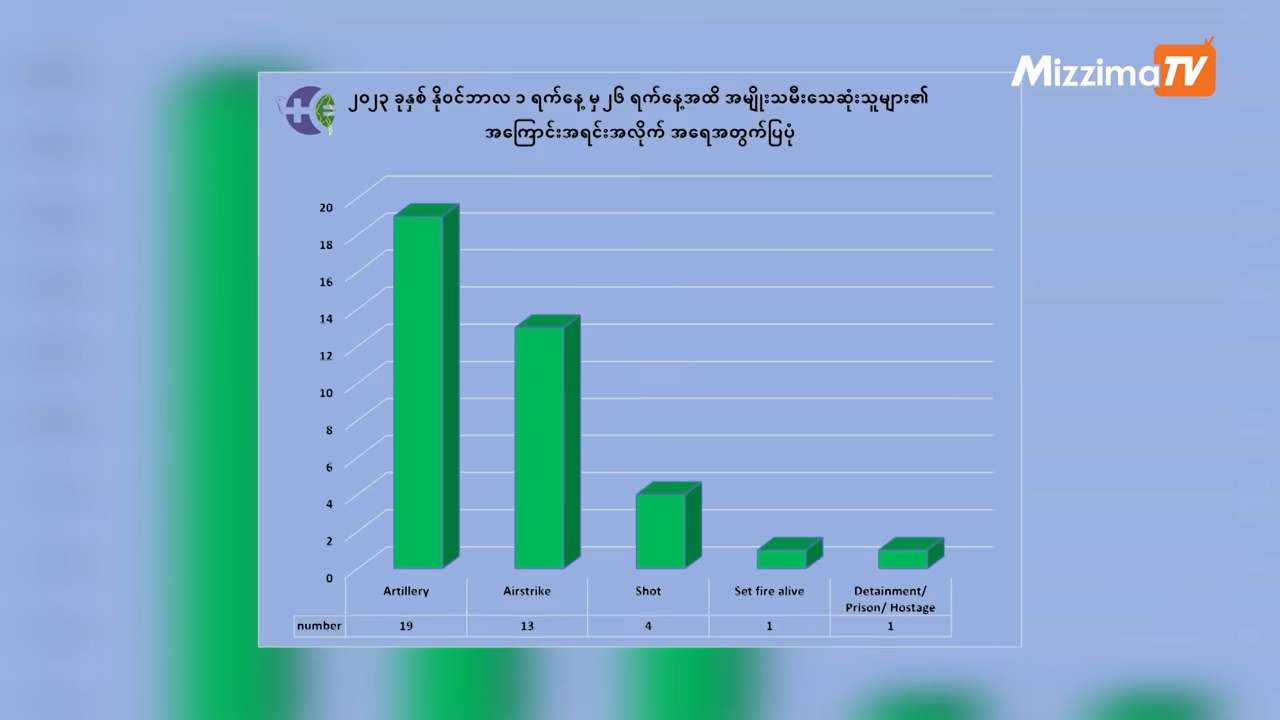 Mizzima TV
၂၀၂၃ ခုနှစ် နိုဝင်ဘာလ ၁ ရက်နေ့ မှ ၂၆ ရက်နေ့အထိ အမျိုးသမီးသေဆုံးသူများ၏
အကြောင်းအရင်းအလိုက် အရေအတွက်ပြပုံ
20
18
16
14
12
10
8
6
4
2
0
Artillery Airstrike Shot Set fire alive Detainment/
Prison/ Hostage
number 19 13 4 1 1